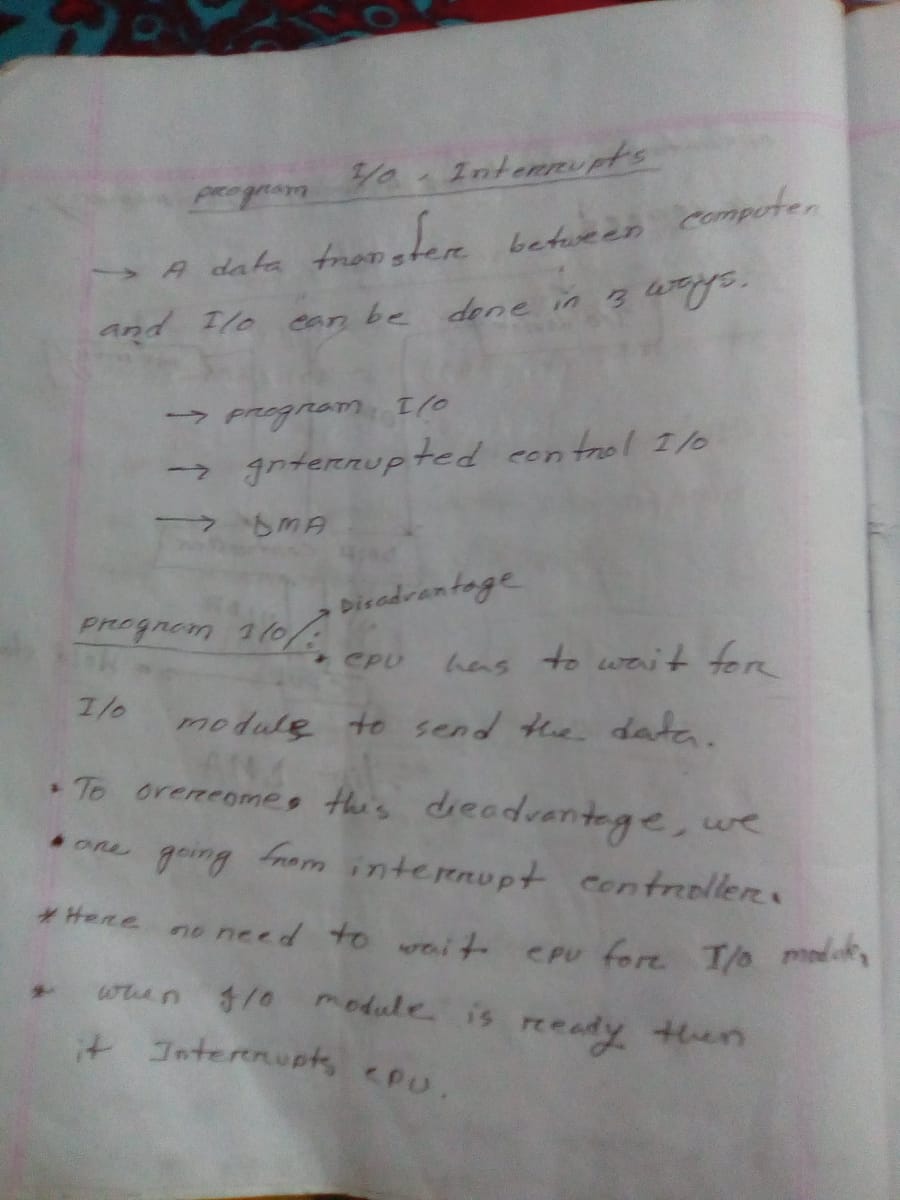 program I/O - Interrupts
→ A data transfer between computer
and I/O can be done in 3 ways.
→ program I/O
→ Interrupted control I/O
→ DMA
program I/O: → Disadvantage
* CPU has to wait for
I/O module to send the data.
• To overcomes this disadvantage, we
• are going from interrupt controller.
* Here no need to wait CPU for I/O module,
* when I/O module is ready then
it Interrupts CPU.